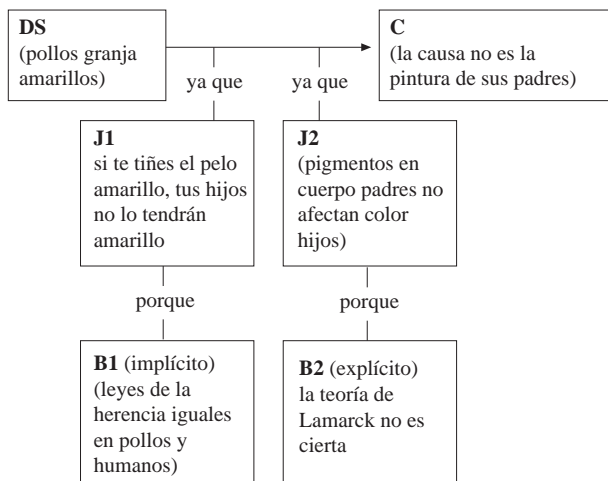 DS
(pollos granja
amarillos)
C
(la causa no es la
pintura de sus padres)
ya que
ya que
J1
si te tiñes el pelo
amarillo, tus hijos
no lo tendrán
amarillo
J2
(pigmentos en
cuerpo padres no
afectan color
hijos)
porque
porque
B1 (implícito)
(leyes de la
herencia iguales
en pollos y
humanos)
B2 (explícito)
la teoría de
Lamarck no es
cierta